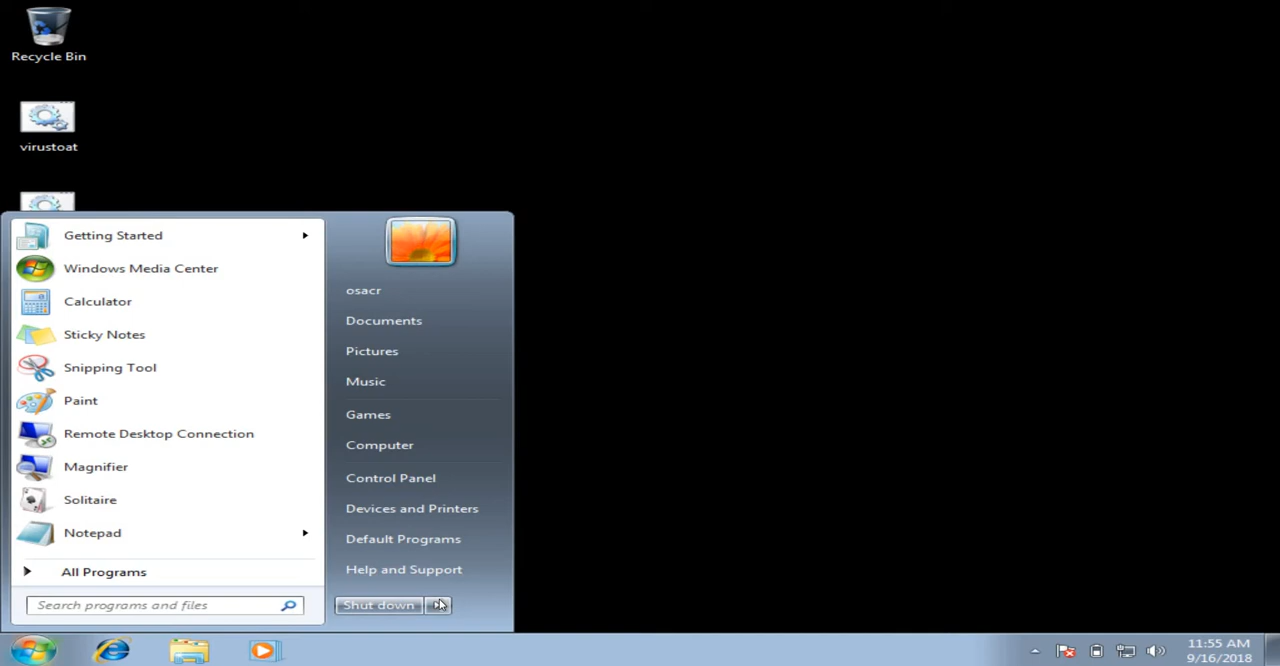 Recycle Bin
virustoat
Getting Started
Windows Media Center
Calculator
Sticky Notes
Snipping Tool
Paint
Remote Desktop Connection
Magnifier
Solitaire
Notepad
All Programs
Search programs and files
osacr
Documents
Pictures
Music
Games
Computer
Control Panel
Devices and Printers
Default Programs
Help and Support
Shut down
11:55 AM
9/16/2018